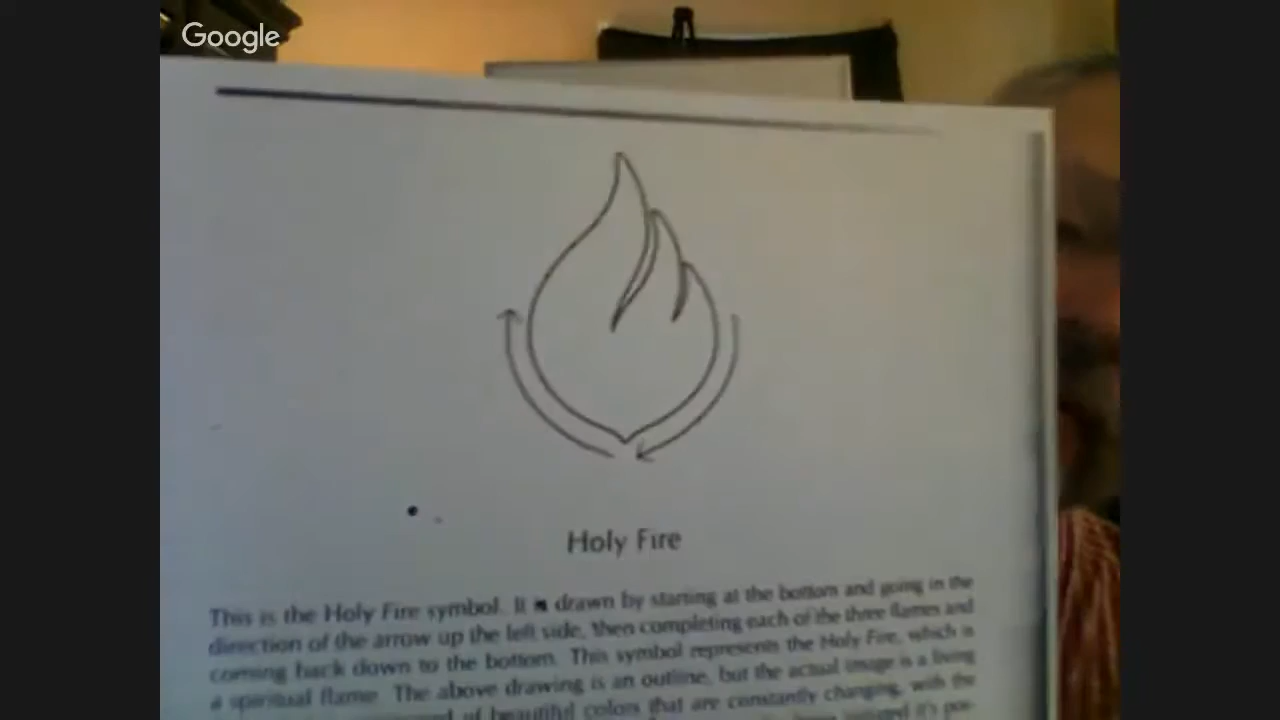 Google
Holy Fire
This is the Holy Fire symbol. It is drawn by starting at the bottom and going in the
direction of the arrow up the left side, then completing each of the three flames and
coming back down to the bottom. This symbol represents the Holy Fire, which is
a spiritual flame. The above drawing is an outline, but the actual image is a living
of beautiful colors that are constantly changing, with the